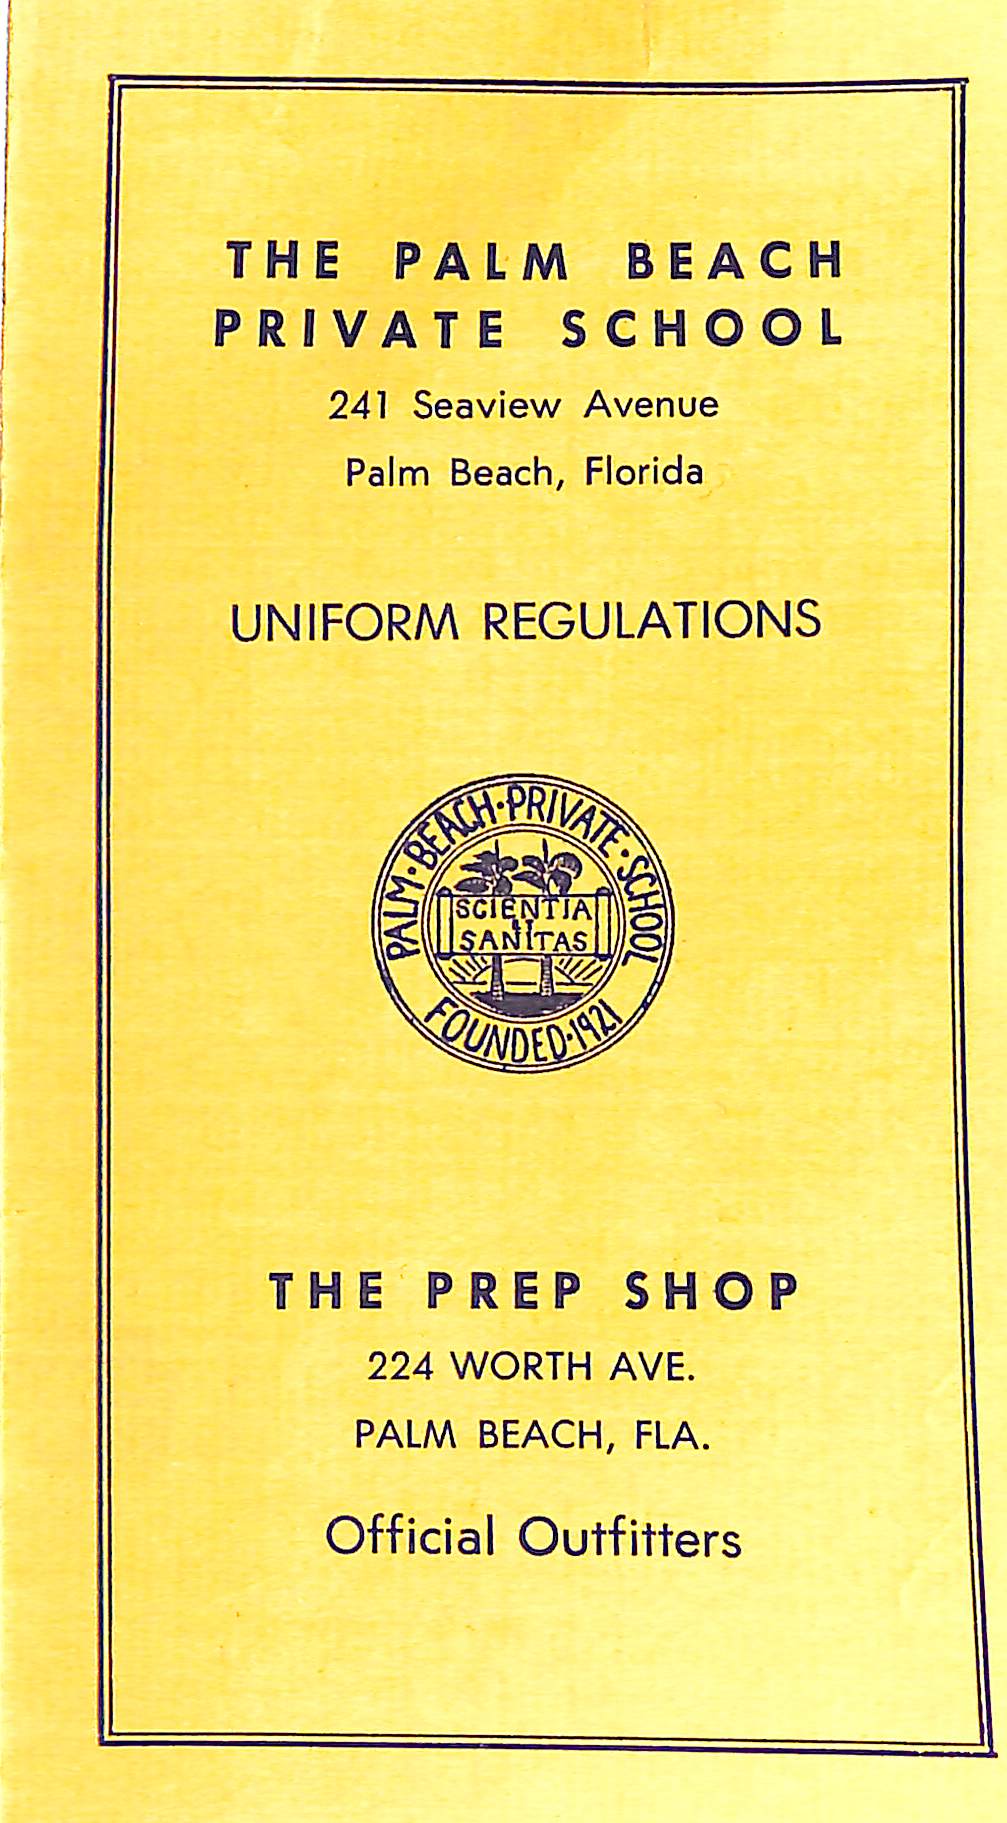 THE PALM BEACH
PRIVATE SCHOOL
241 Seaview Avenue
Palm Beach, Florida
UNIFORM REGULATIONS
PALM·BEACH·PRIVATE·SCHOOL
SCIENTIA
ET
SANITAS
FOUNDED·1921
THE PREP SHOP
224 WORTH AVE.
PALM BEACH, FLA.
Official Outfitters